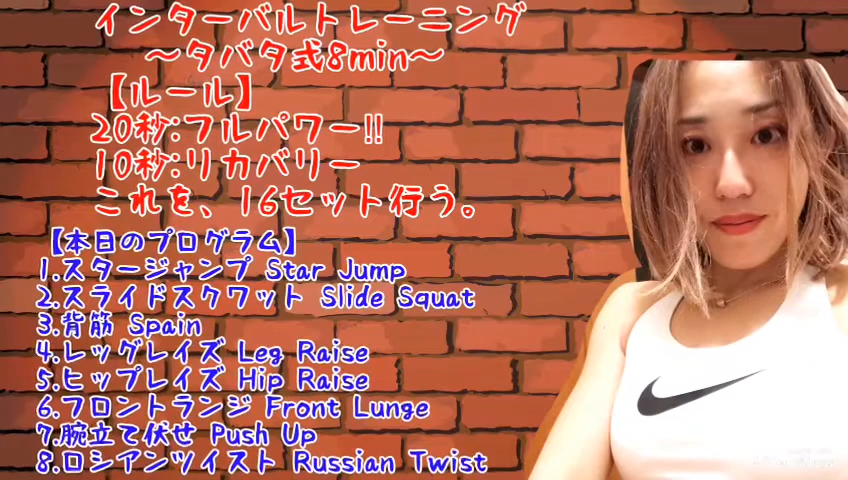 インターバルトレーニング
〜タバタ式8min〜
【ルール】
20秒:フルパワー!!
10秒:リカバリー
これを、16セット行う。
【本日のプログラム】
1.スタージャンプ Star Jump
2.スライドスクワット Slide Squat
3.背筋 Spain
4.レッグレイズ Leg Raise
5.ヒップレイズ Hip Raise
6.フロントランジ Front Lunge
7.腕立て伏せ Push Up
8.ロシアンツイスト Russian Twist